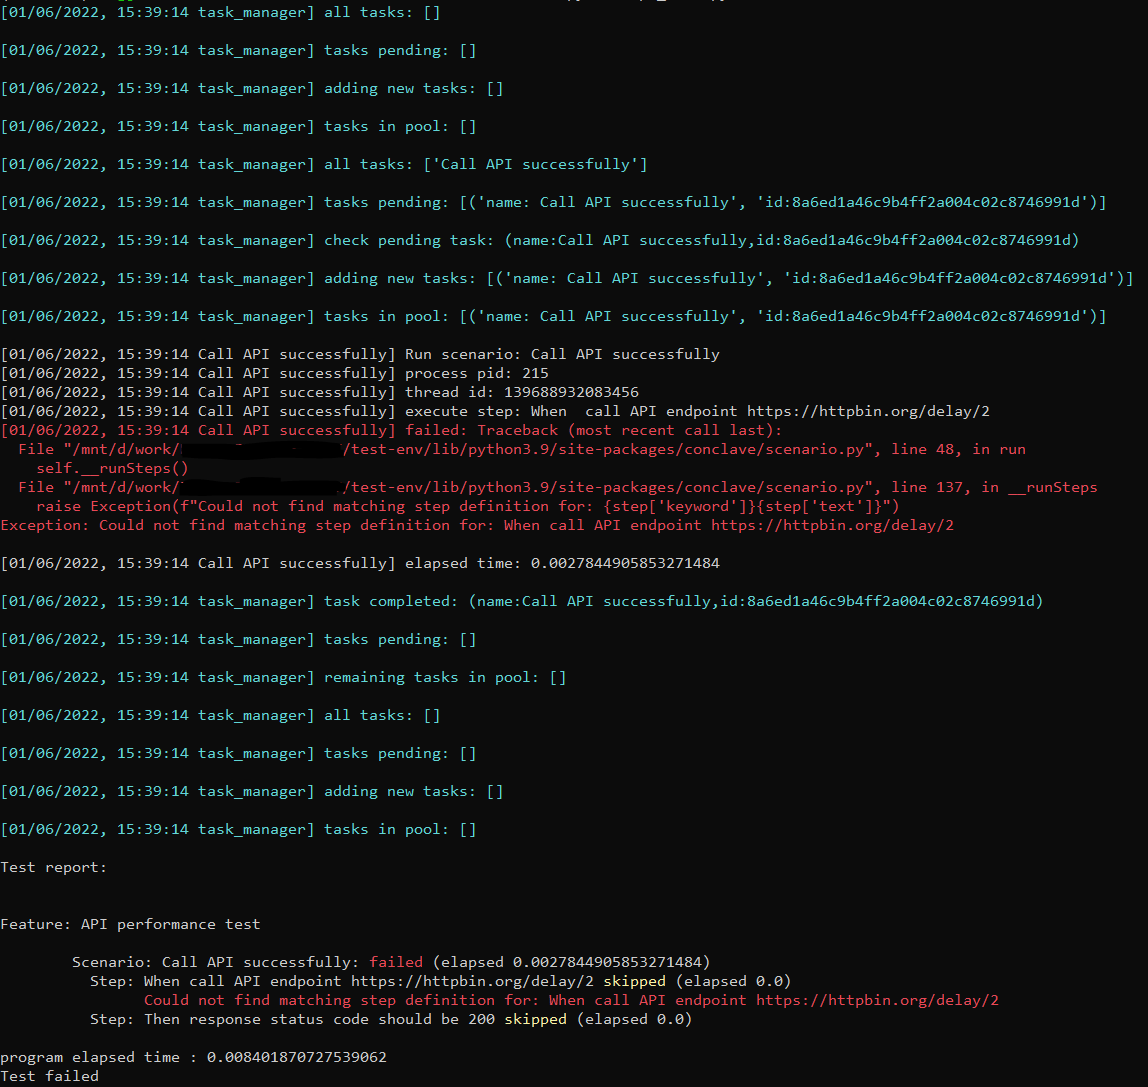 [01/06/2022, 15:39:14 task_manager] all tasks: []
[01/06/2022, 15:39:14 task_manager] tasks pending: []
[01/06/2022, 15:39:14 task_manager] adding new tasks: []
[01/06/2022, 15:39:14 task_manager] tasks in pool: []
[01/06/2022, 15:39:14 task_manager] all tasks: ['Call API successfully']
[01/06/2022, 15:39:14 task_manager] tasks pending: [('name: Call API successfully', 'id:8a6ed1a46c9b4ff2a004c02c8746991d')]
[01/06/2022, 15:39:14 task_manager] check pending task: (name:Call API successfully,id:8a6ed1a46c9b4ff2a004c02c8746991d)
[01/06/2022, 15:39:14 task_manager] adding new tasks: [('name: Call API successfully', 'id:8a6ed1a46c9b4ff2a004c02c8746991d')]
[01/06/2022, 15:39:14 task_manager] tasks in pool: [('name: Call API successfully', 'id:8a6ed1a46c9b4ff2a004c02c8746991d')]
[01/06/2022, 15:39:14 Call API successfully] Run scenario: Call API successfully
[01/06/2022, 15:39:14 Call API successfully] process pid: 215
[01/06/2022, 15:39:14 Call API successfully] thread id: 139688932083456
[01/06/2022, 15:39:14 Call API successfully] execute step: When  call API endpoint https://httpbin.org/delay/2
[01/06/2022, 15:39:14 Call API successfully] failed: Traceback (most recent call last):
File "/mnt/d/work/ /test-env/lib/python3.9/site-packages/conclave/scenario.py", line 48, in run
self.__runSteps()
File "/mnt/d/work/ /test-env/lib/python3.9/site-packages/conclave/scenario.py", line 137, in __runSteps
raise Exception(f"Could not find matching step definition for: {step['keyword']}{step['text']}")
Exception: Could not find matching step definition for: When call API endpoint https://httpbin.org/delay/2
[01/06/2022, 15:39:14 Call API successfully] elapsed time: 0.0027844905853271484
[01/06/2022, 15:39:14 task_manager] task completed: (name:Call API successfully,id:8a6ed1a46c9b4ff2a004c02c8746991d)
[01/06/2022, 15:39:14 task_manager] tasks pending: []
[01/06/2022, 15:39:14 task_manager] remaining tasks in pool: []
[01/06/2022, 15:39:14 task_manager] all tasks: []
[01/06/2022, 15:39:14 task_manager] tasks pending: []
[01/06/2022, 15:39:14 task_manager] adding new tasks: []
[01/06/2022, 15:39:14 task_manager] tasks in pool: []
Test report:
Feature: API performance test
Scenario: Call API successfully: failed (elapsed 0.0027844905853271484)
Step: When call API endpoint https://httpbin.org/delay/2 skipped (elapsed 0.0)
Could not find matching step definition for: When call API endpoint https://httpbin.org/delay/2
Step: Then response status code should be 200 skipped (elapsed 0.0)
program elapsed time : 0.008401870727539062
Test failed